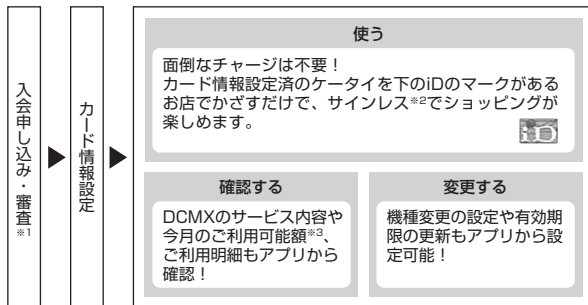 入会申し込み・審査
※1
カード情報設定
使う
面倒なチャージは不要！
カード情報設定済のケータイを下のiDのマークがある
お店でかざすだけで、サインレス※2でショッピングが
楽しめます。
iD
確認する
DCMXのサービス内容や
今月のご利用可能額※3、
ご利用明細もアプリから
確認！
変更する
機種変更の設定や有効期
限の更新もアプリから設
定可能！